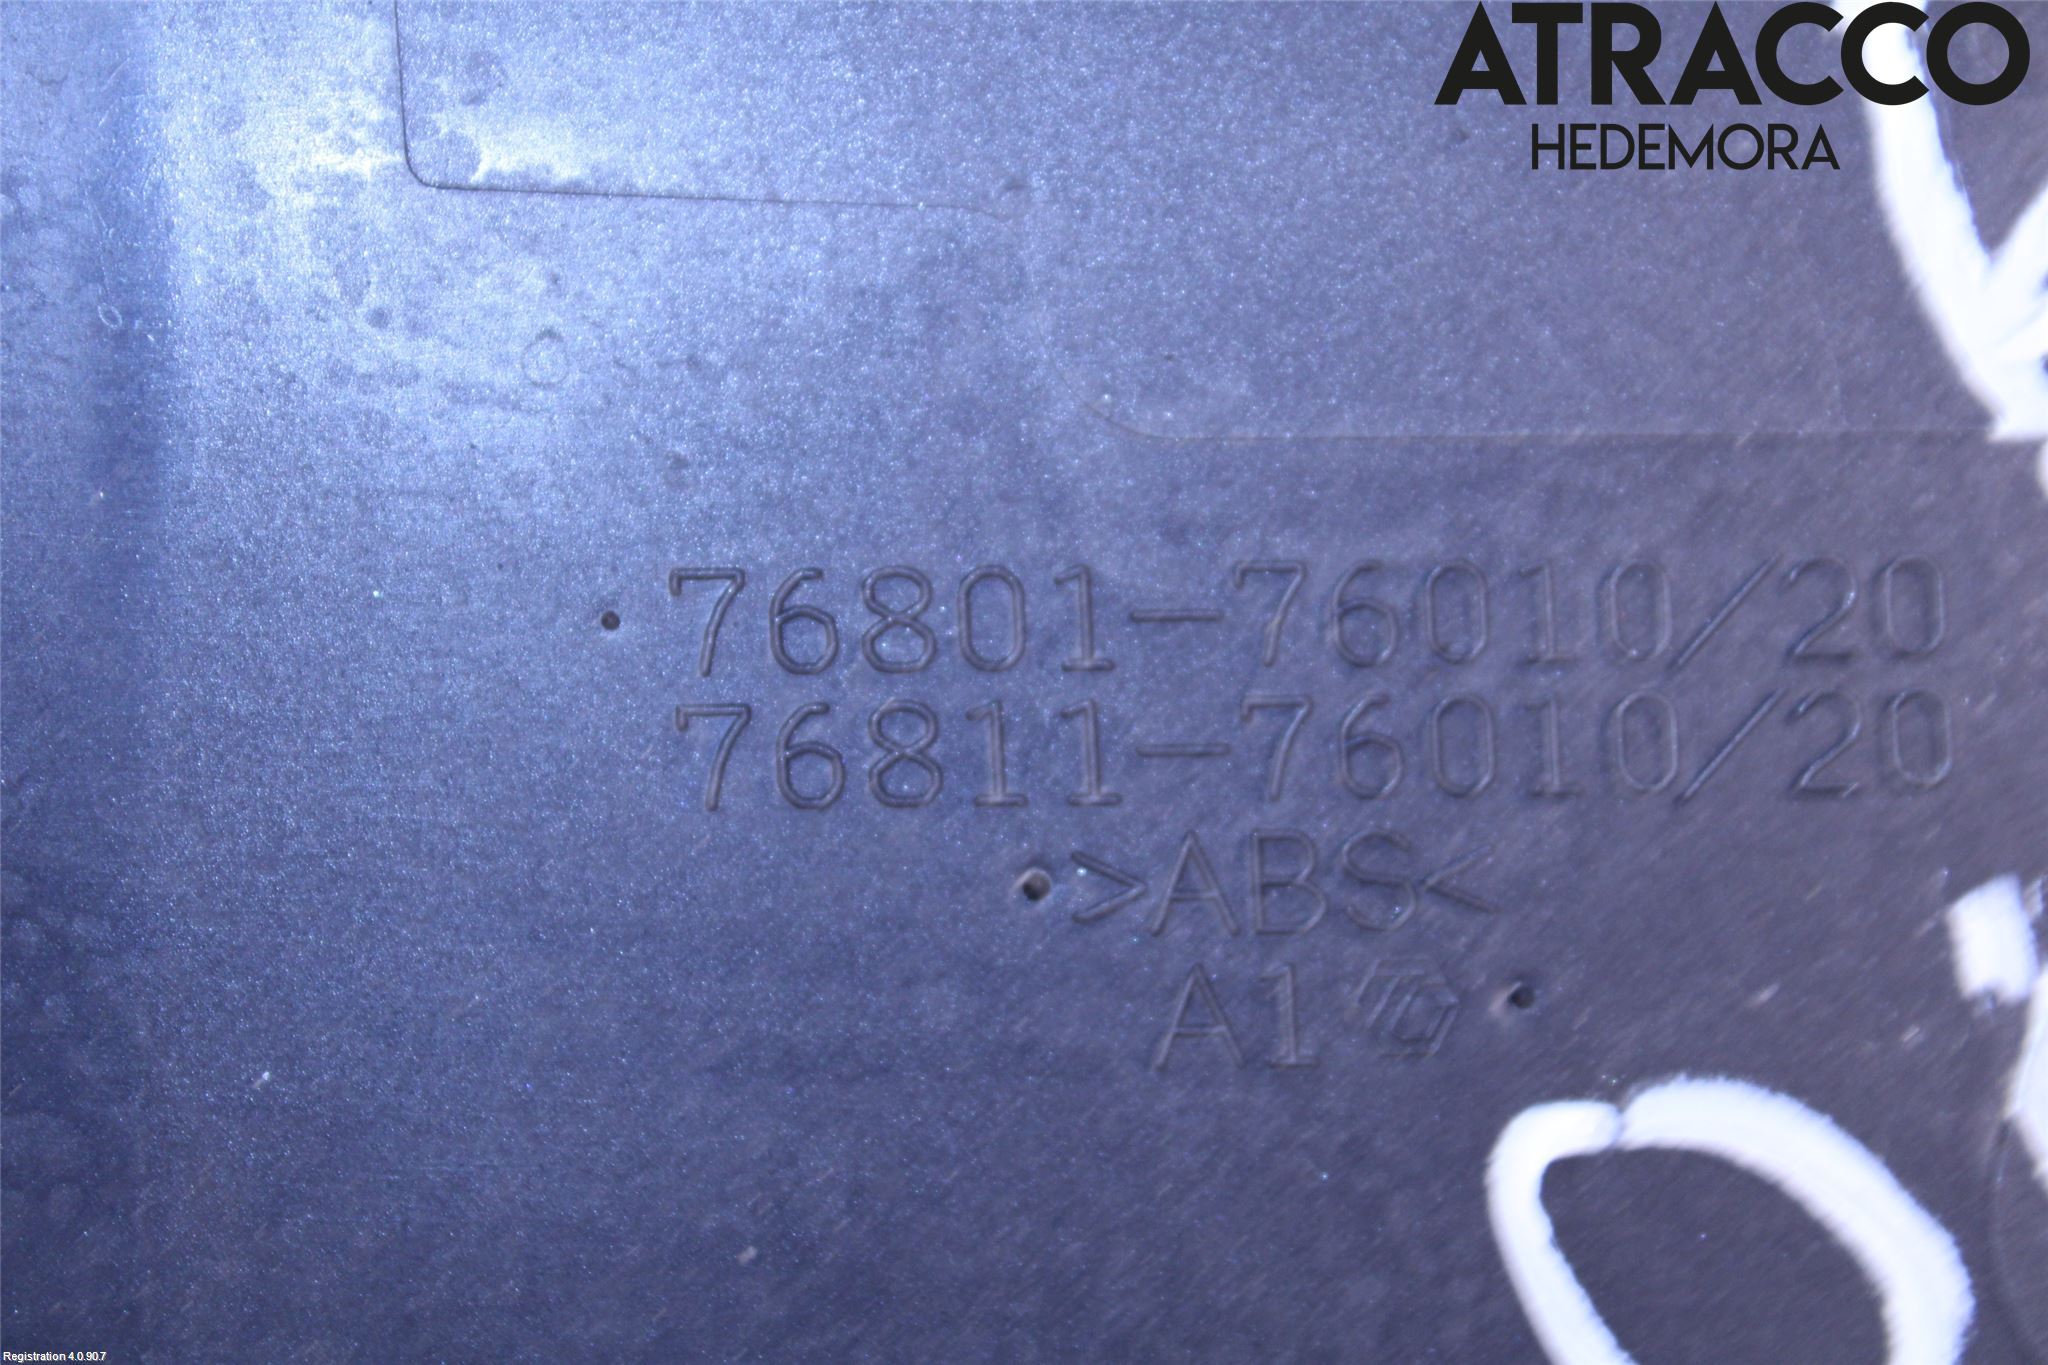 ATRACCO
HEDEMORA
76801-76010/20
76811-76010/20
>ABS<
A1
Registration 4.0.90.7